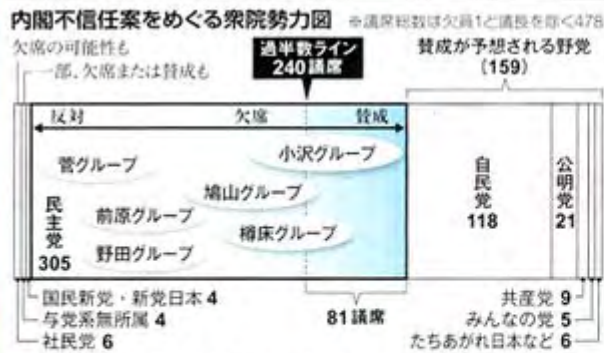 内閣不信任案をめぐる衆院勢力図
※議席総数は欠員1と議長を除く478
欠席の可能性も
一部、欠席または賛成も
過半数ライン
240議席
賛成が予想される野党
(159)
反対
欠席
賛成
小沢グループ
菅グループ
鳩山グループ
前原グループ
樽床グループ
野田グループ
民主党
305
自民党
118
公明党
21
国民新党・新党日本 4
与党系無所属 4
社民党 6
81議席
共産党 9
みんなの党 5
たちあがれ日本など 6